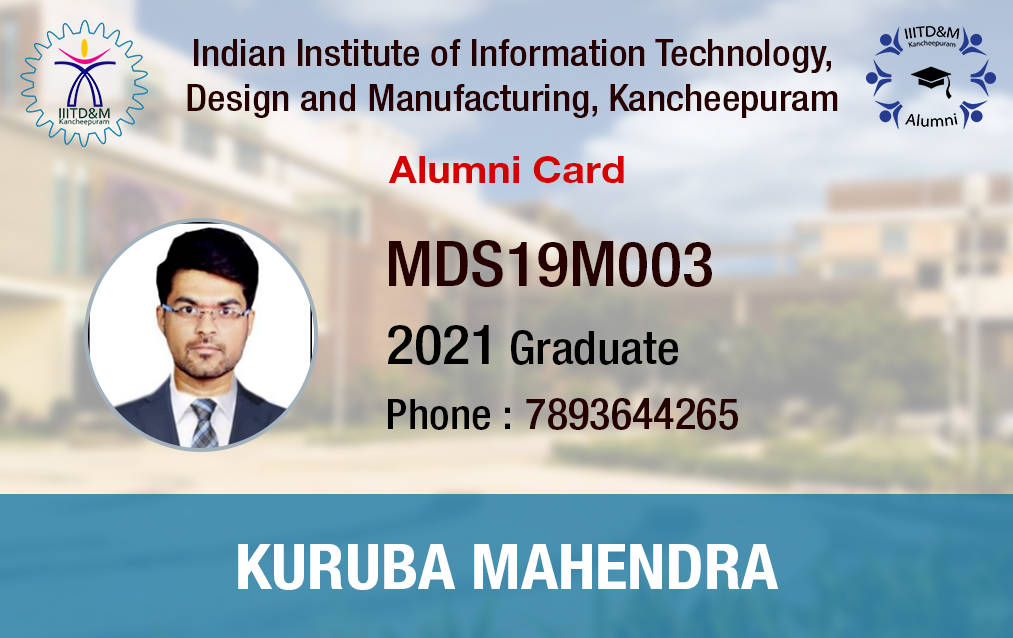 Indian Institute of Information Technology,
Design and Manufacturing, Kancheepuram
IIITD&M
Kancheepuram
IIITD&M
Kancheepuram
Alumni
Alumni Card
MDS19M003
2021 Graduate
Phone : 7893644265
KURUBA MAHENDRA